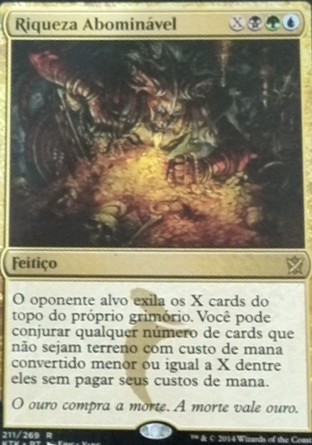 Riqueza Abominável X
Feitiço
O oponente alvo exila os X cards do
topo do próprio grimório. Você pode
conjurar qualquer número de cards que
não sejam terreno com custo de mana
convertido menor ou igual a X dentre
eles sem pagar seus custos de mana.
O ouro compra a morte. A morte vale ouro.
211/269 R
KTK • PT
™ & © 2014 Wizards of the Coast